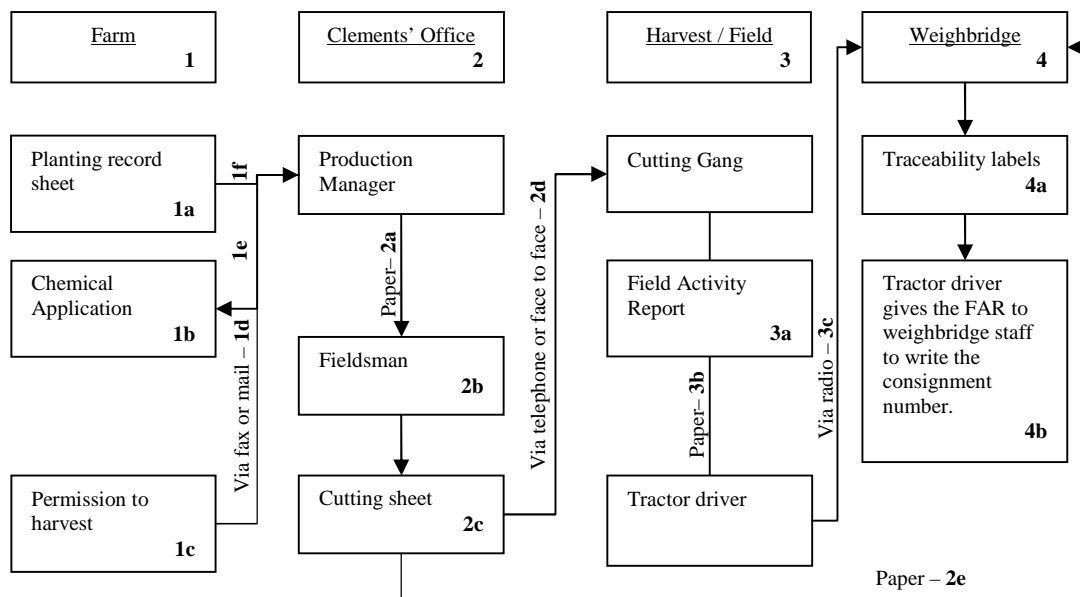 Farm
1
Clements’ Office
2
Harvest / Field
3
Weighbridge
4
Planting record
sheet
1a
1f
1e
Chemical
Application
1b
Via fax or mail – 1d
Permission to
harvest
1c
Production
Manager
Paper– 2a
Fieldsman
2b
Cutting sheet
2c
Via telephone or face to face – 2d
Cutting Gang
Field Activity
Report
3a
Paper– 3b
Tractor driver
Via radio – 3c
Traceability labels
4a
Tractor driver
gives the FAR to
weighbridge staff
to write the
consignment
number.
4b
Paper – 2e